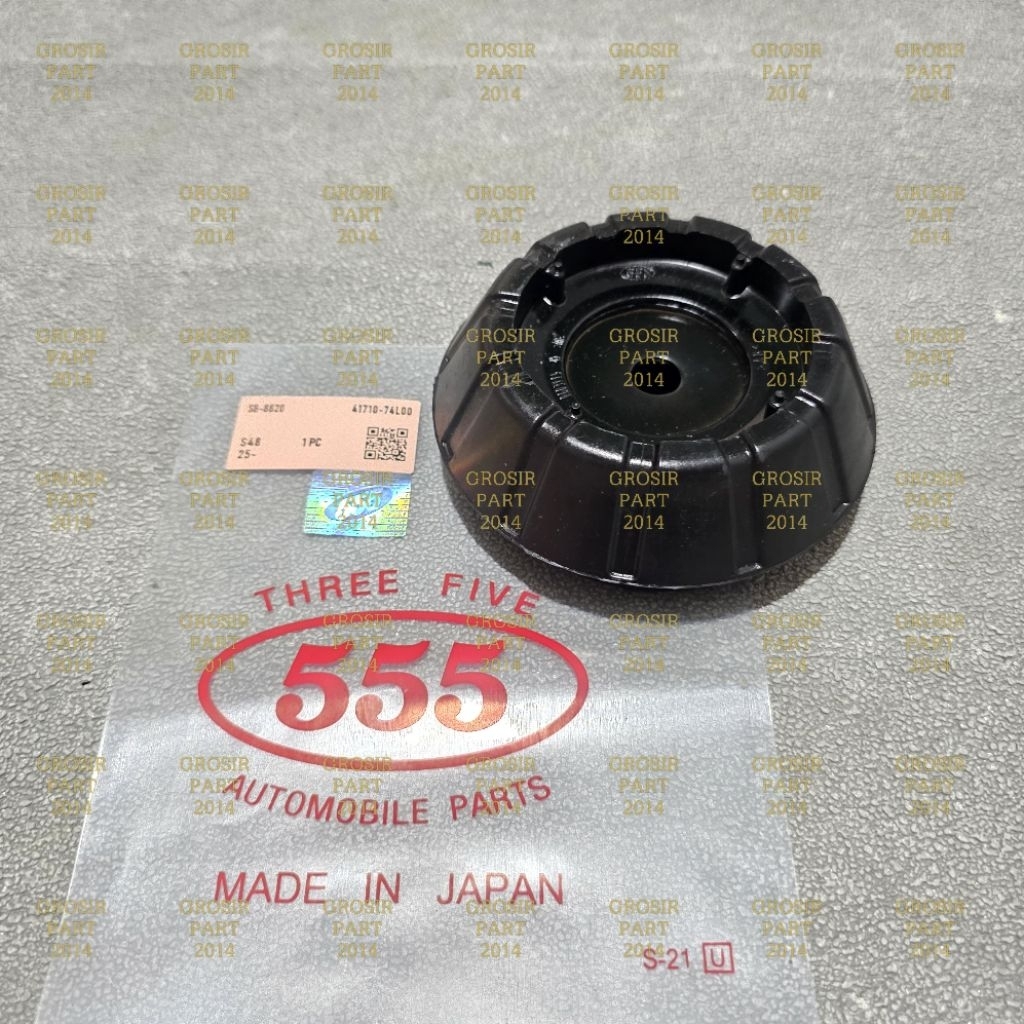 GROSIR PART 2014
SB-8620 41710-74L00
S48 1PC
25~
THREE FIVE
555
AUTOMOBILE PARTS
MADE IN JAPAN
S-21 U